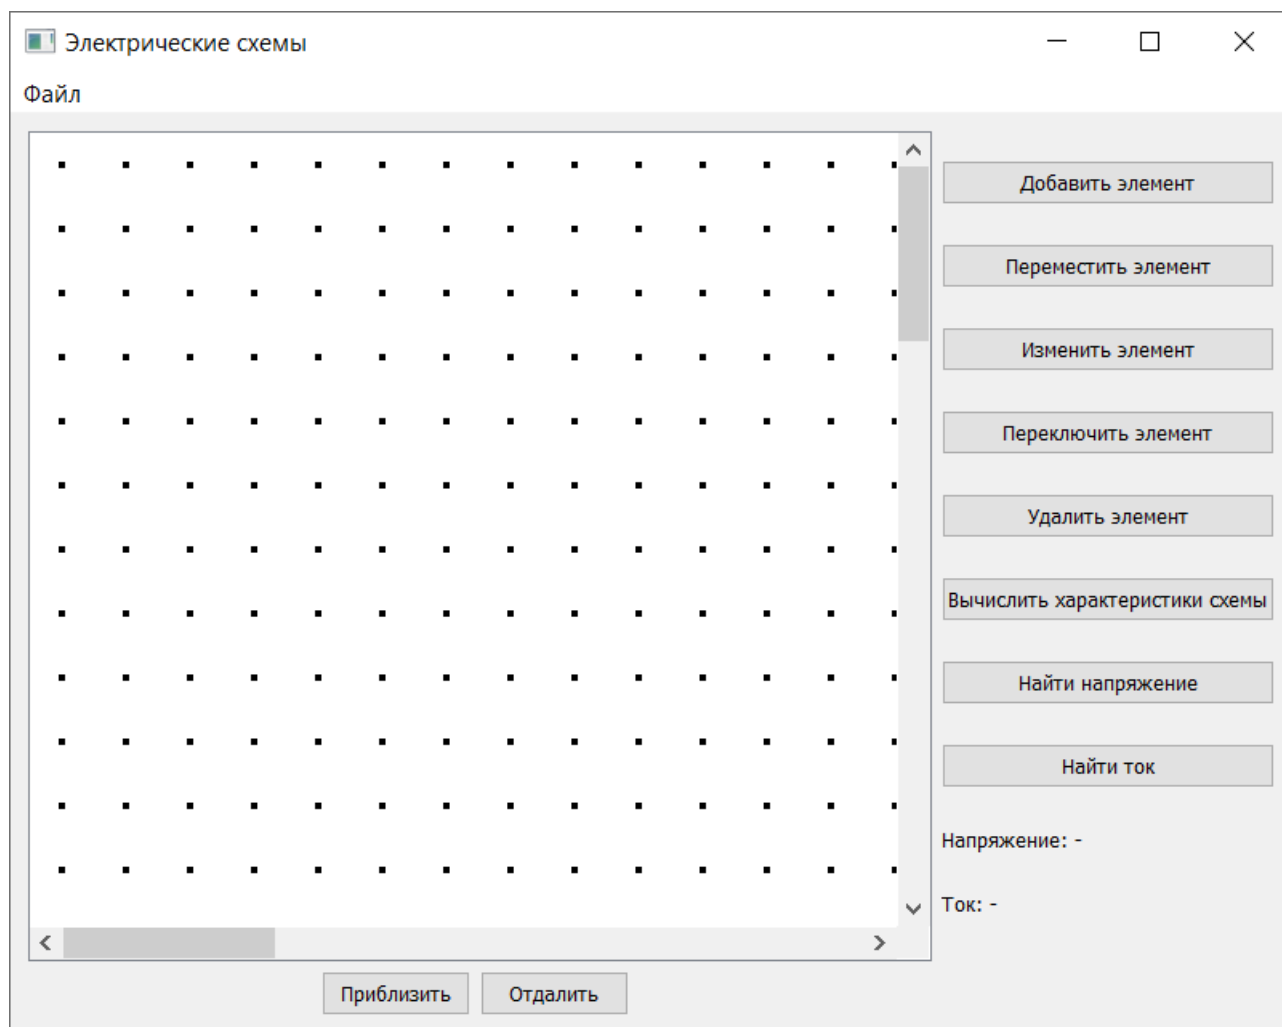 Электрические схемы
Файл
Добавить элемент
Переместить элемент
Изменить элемент
Переключить элемент
Удалить элемент
Вычислить характеристики схемы
Найти напряжение
Найти ток
Напряжение: -
Ток: -
Приблизить
Отдалить